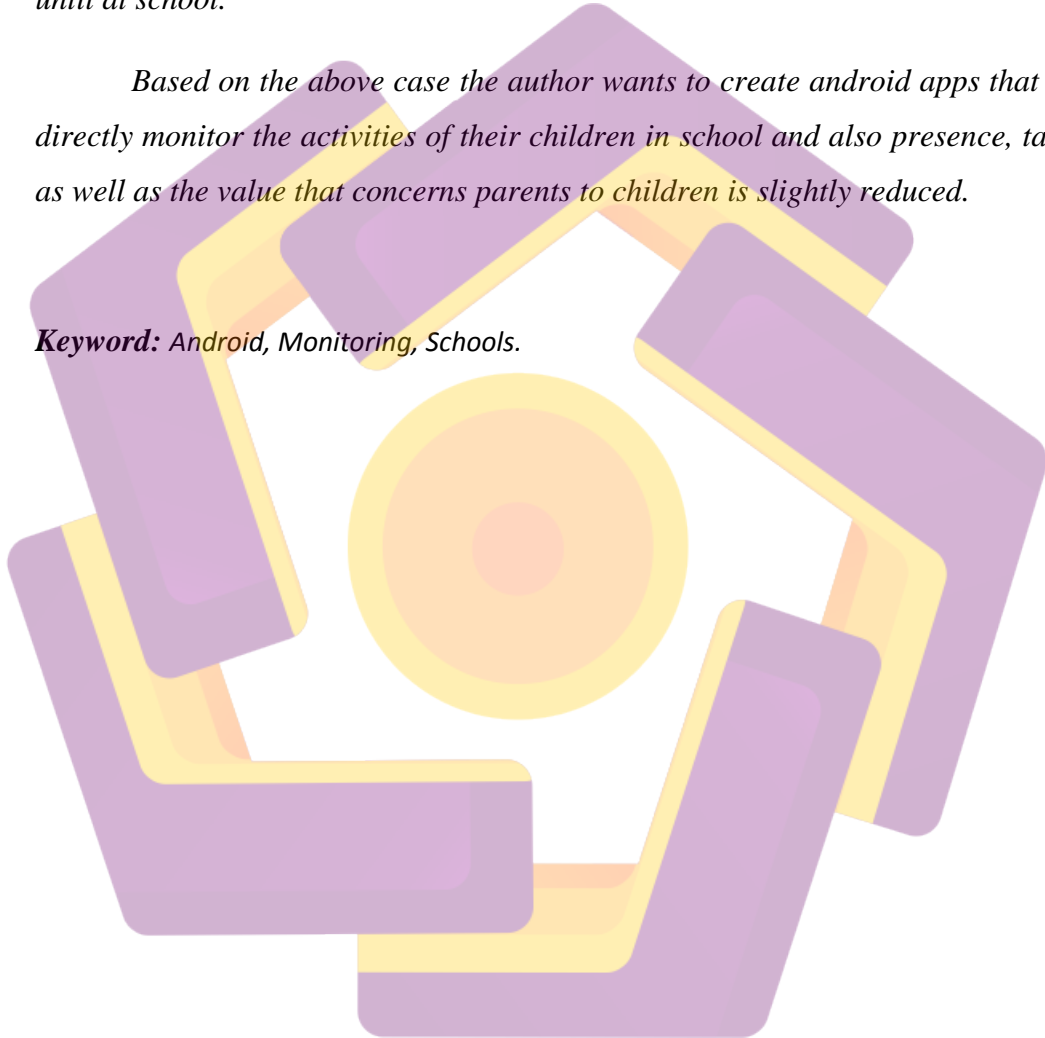 until at school.
Based on the above case the author wants to create android apps that
directly monitor the activities of their children in school and also presence,
as well as the value that concerns parents to children is slightly reduced.
Keyword: Android, Monitoring, Schools.